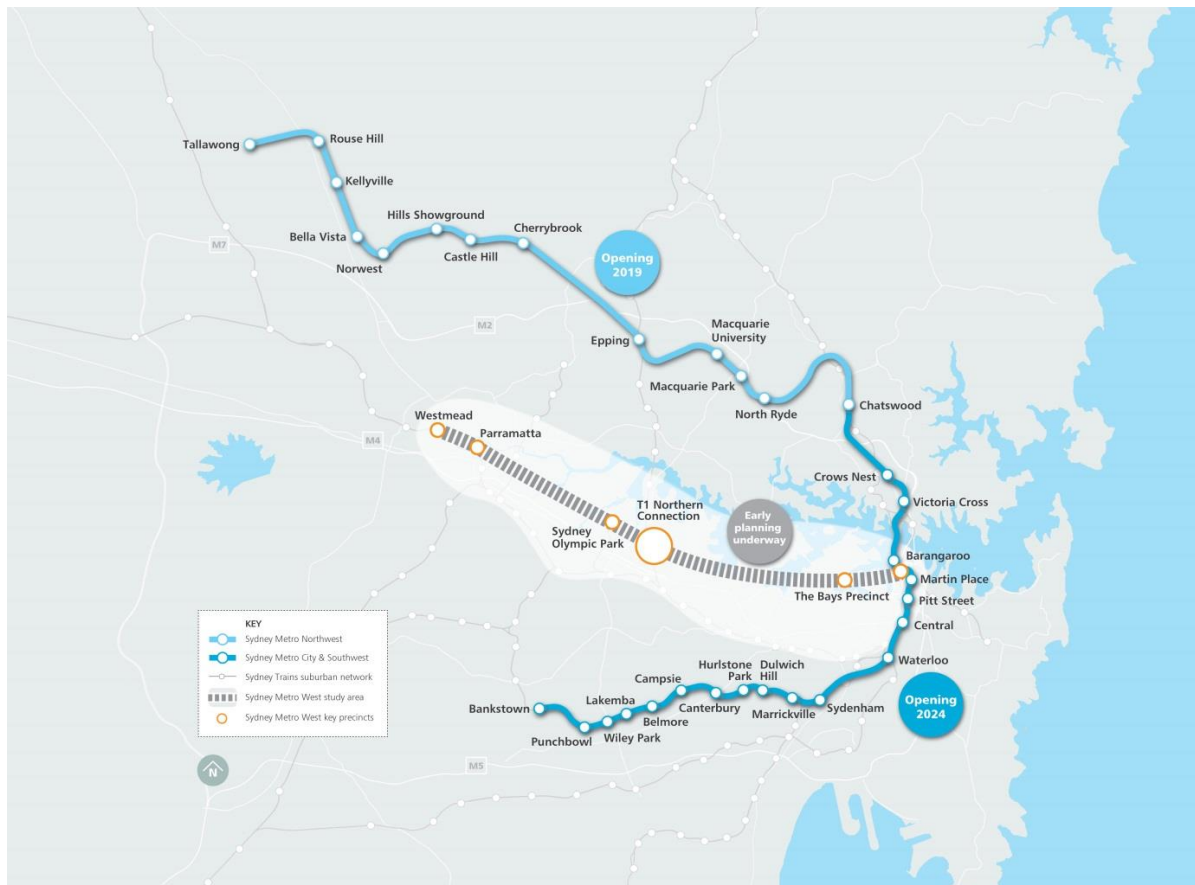 Tallawong
Rouse Hill
Kellyville
Bella Vista
Norwest
Hills Showground
Castle Hill
Cherrybrook
M7
Opening
2019
M2
Epping
Macquarie
University
Macquarie Park
North Ryde
Chatswood
Westmead
Parramatta
M4
Crows Nest
Victoria Cross
T1 Northern
Connection
Sydney
Olympic Park
Early
planning
underway
Barangaroo
Martin Place
The Bays Precinct
Pitt Street
Central
Waterloo
KEY
Sydney Metro Northwest
Sydney Metro City & Southwest
Sydney Trains suburban network
Sydney Metro West study area
Sydney Metro West key precincts
Bankstown
Punchbowl
Wiley Park
Lakemba
Belmore
Campsie
Canterbury
Hurlstone
Park
Dulwich
Hill
Marrickville
Sydenham
Opening
2024
M5
N